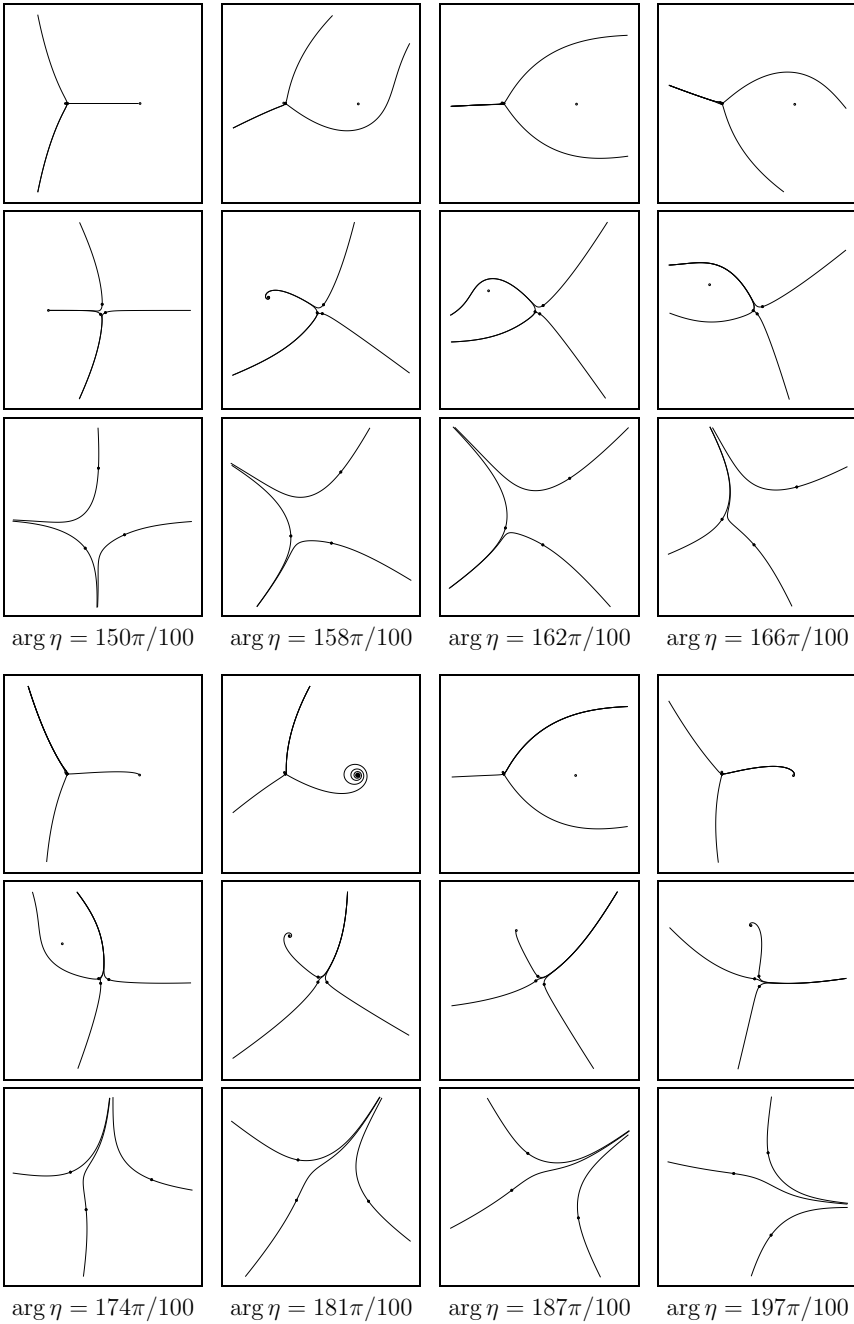 arg η = 150π/100 arg η = 158π/100 arg η = 162π/100 arg η = 166π/100
arg η = 174π/100 arg η = 181π/100 arg η = 187π/100 arg η = 197π/100